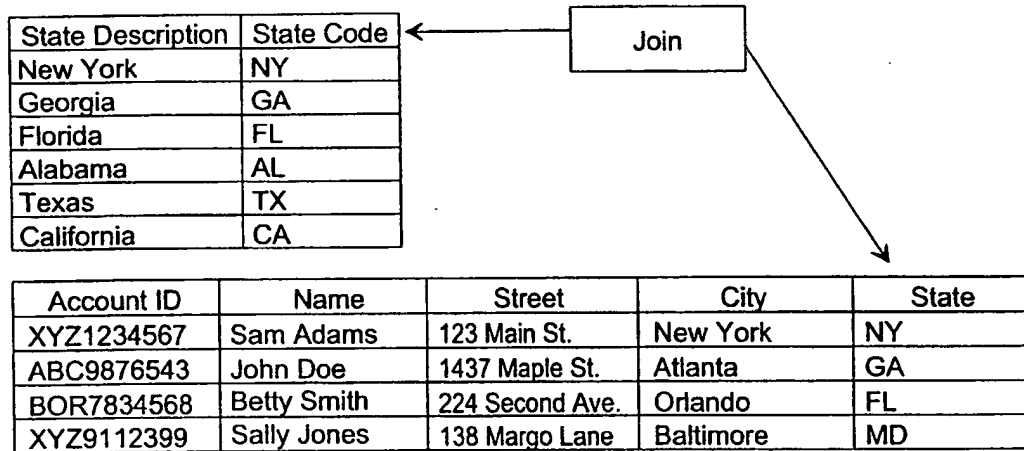 State Description State Code
Join
New York NY
Georgia GA
Florida FL
Alabama AL
Texas TX
California CA
Account ID Name Street City State
XYZ1234567 Sam Adams 123 Main St. New York NY
ABC9876543 John Doe 1437 Maple St. Atlanta GA
BOR7834568 Betty Smith 224 Second Ave. Orlando FL
XYZ9112399 Sally Jones 138 Margo Lane Baltimore MD